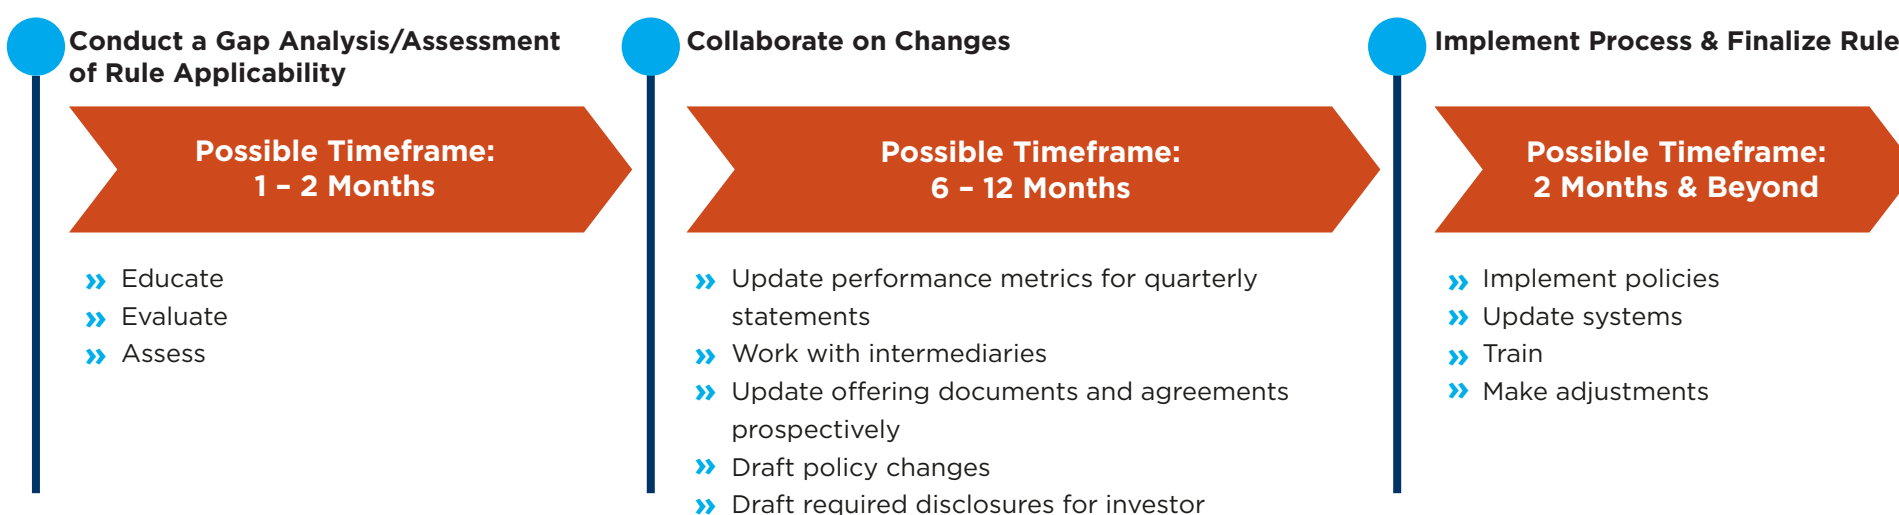 Conduct a Gap Analysis/Assessment
of Rule Applicability
Possible Timeframe:
1 – 2 Months
» Educate
» Evaluate
» Assess
Collaborate on Changes
Possible Timeframe:
6 – 12 Months
» Update performance metrics for quarterly
statements
» Work with intermediaries
» Update offering documents and agreements
prospectively
» Draft policy changes
» Draft required disclosures for investor
Implement Process & Finalize Rule
Possible Timeframe:
2 Months & Beyond
» Implement policies
» Update systems
» Train
» Make adjustments